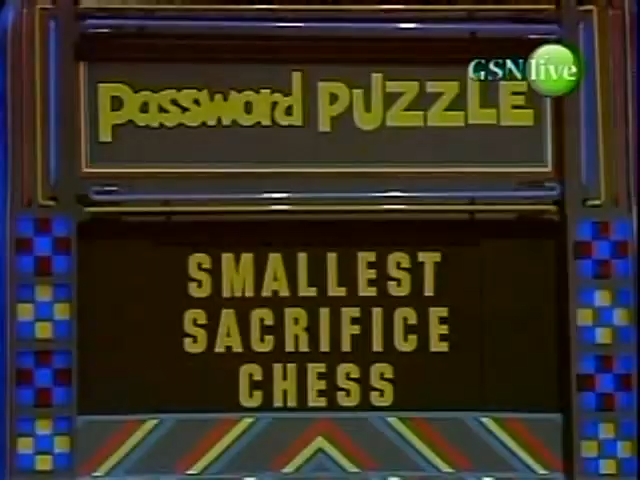 GSN live
Password PUZZLE
SMALLEST
SACRIFICE
CHESS